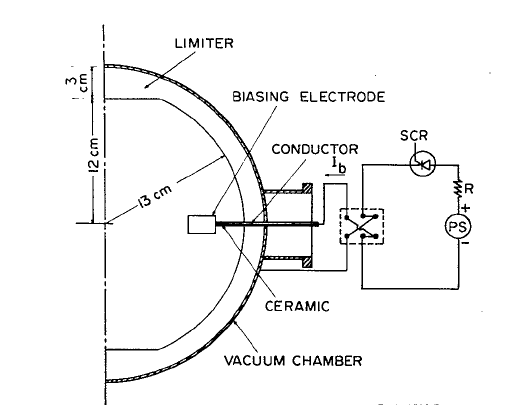 LIMITER
3 cm
BIASING ELECTRODE
SCR
CONDUCTOR
I_b
12 cm
13 cm
R
+
PS
-
CERAMIC
VACUUM CHAMBER